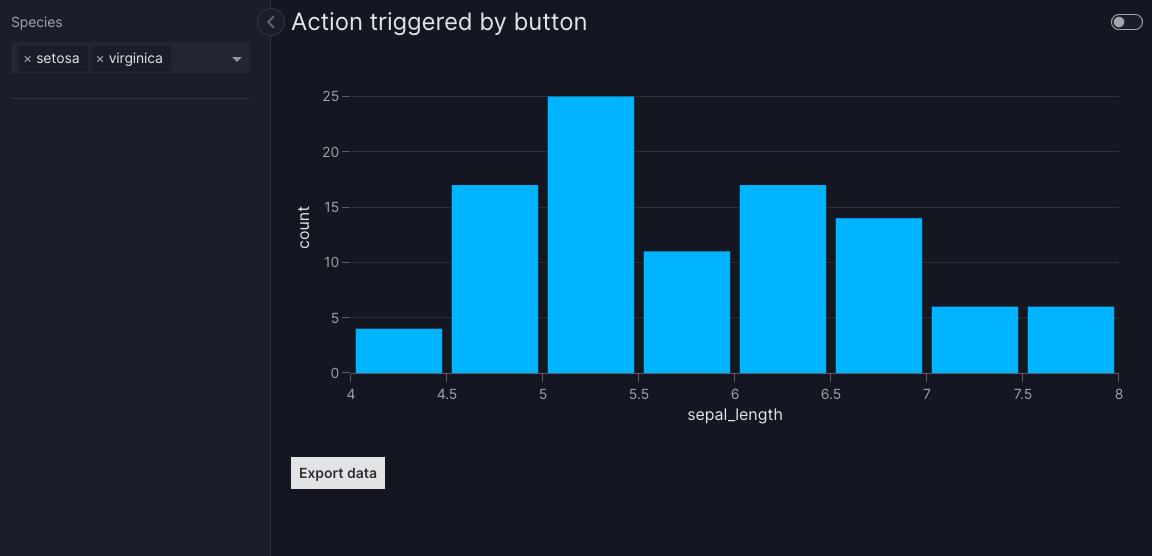 Species
× setosa × virginica
Action triggered by button
25
20
15
10
5
0
count
4 4.5 5 5.5 6 6.5 7 7.5 8
sepal_length
Export data